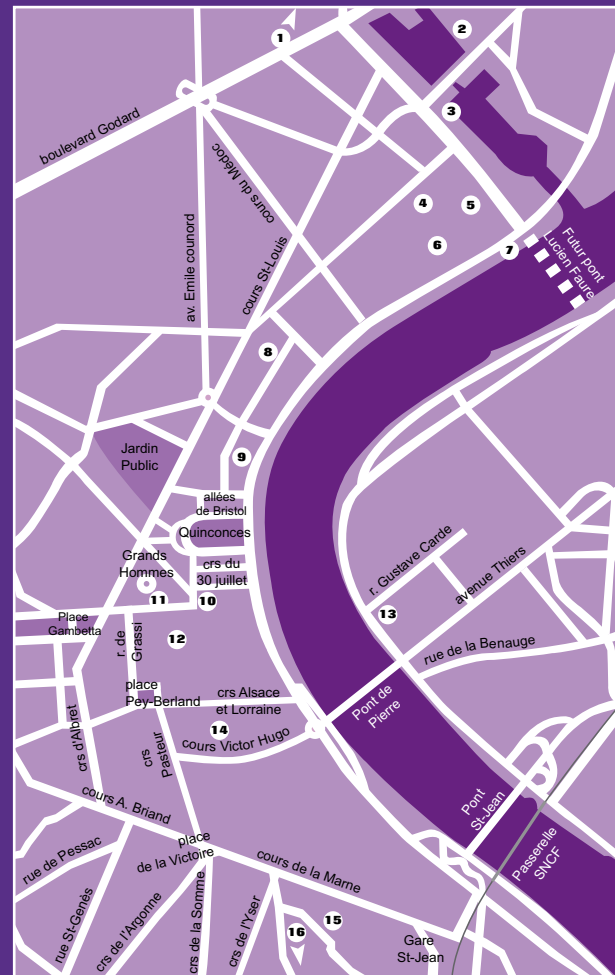 1
2
3
boulevard Godard
cours du Médoc
4
5
6
7
Futur pont
Lucien Faure
av. Emile counord
cours St-Louis
8
9
Jardin
Public
allées
de Bristol
Quinconces
Grands
Hommes
crs du
30 juillet
r. Gustave Carde
avenue Thiers
11
10
13
Place
Gambetta
r. de
Grassi
12
rue de la Benauge
place
Pey-Berland
crs Alsace
et Lorraine
Pont de
Pierre
crs d'Albret
14
crs
Pasteur
cours Victor Hugo
cours A. Briand
Pont
St-Jean
place
de la Victoire
rue de Pessac
cours de la Marne
Passerelle
SNCF
rue St-Genès
crs de l'Argonne
crs de la Somme
crs de l'Yser
15
16
Gare
St-Jean